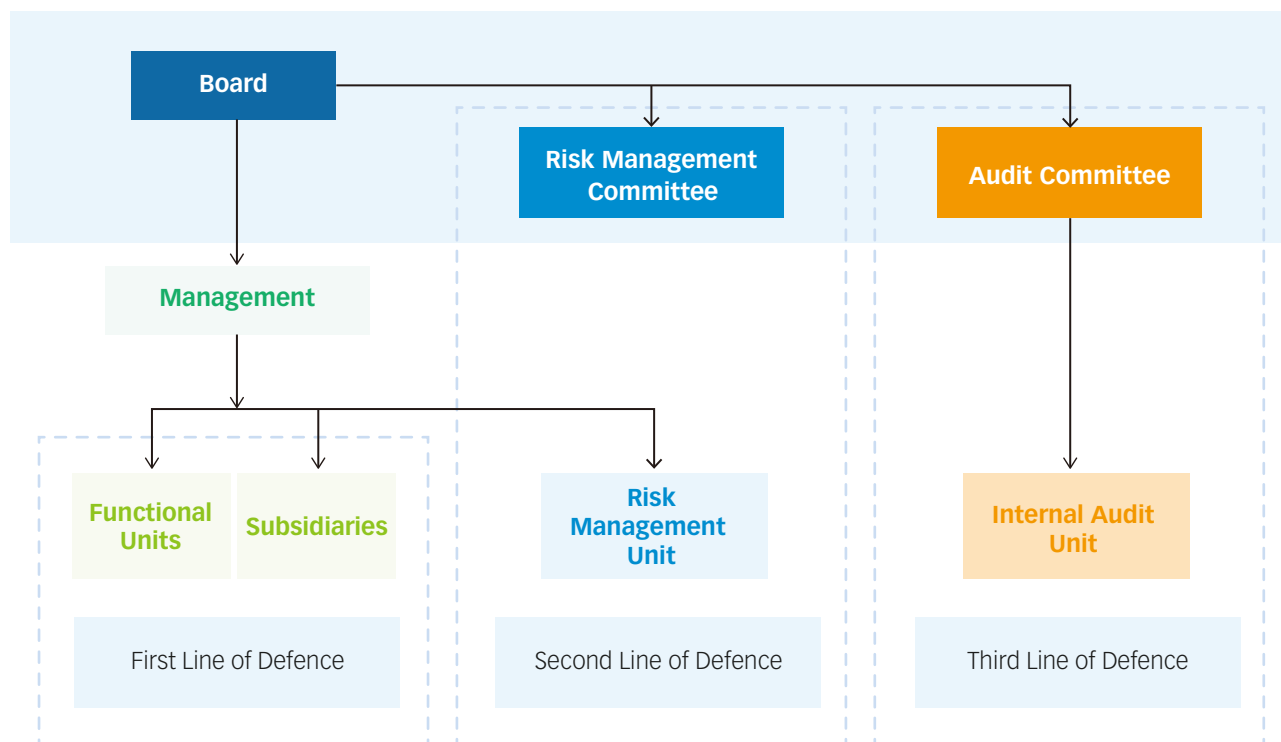 Board
Risk Management
Committee
Audit Committee
Management
Functional
Units
Subsidiaries
Risk
Management
Unit
Internal Audit
Unit
First Line of Defence
Second Line of Defence
Third Line of Defence